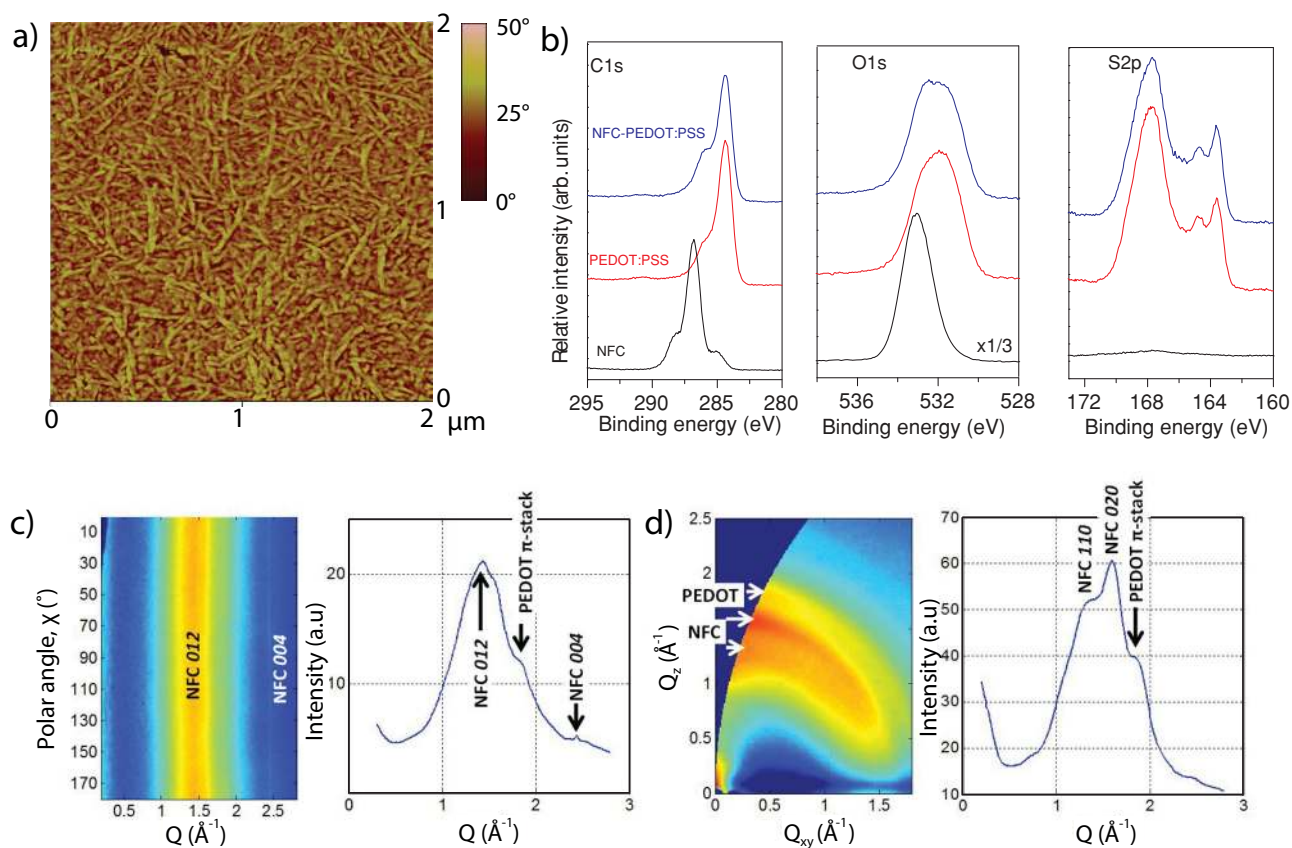 a)
2
1
0
50°
25°
0°
0
1
2
µm
b)
C1s
O1s
S2p
NFC-PEDOT:PSS
PEDOT:PSS
NFC
x1/3
Relative intensity (arb. units)
295 290 285 280
Binding energy (eV)
536 532 528
Binding energy (eV)
172 168 164 160
Binding energy (eV)
c)
Polar angle, χ (°)
10
30
50
70
90
110
130
150
170
NFC 012
NFC 004
0.5 1 1.5 2 2.5
Q (Å⁻¹)
Intensity (a.u)
20
10
NFC 012
PEDOT π-stack
NFC 004
0 1 2 3
Q (Å⁻¹)
d)
Q_z (Å⁻¹)
2.5
2
1.5
1
0.5
0
PEDOT
NFC
0 0.5 1 1.5
Q_xy (Å⁻¹)
Intensity (a.u)
70
60
50
40
30
20
10
NFC 110
NFC 020
PEDOT π-stack
0 1 2 3
Q (Å⁻¹)